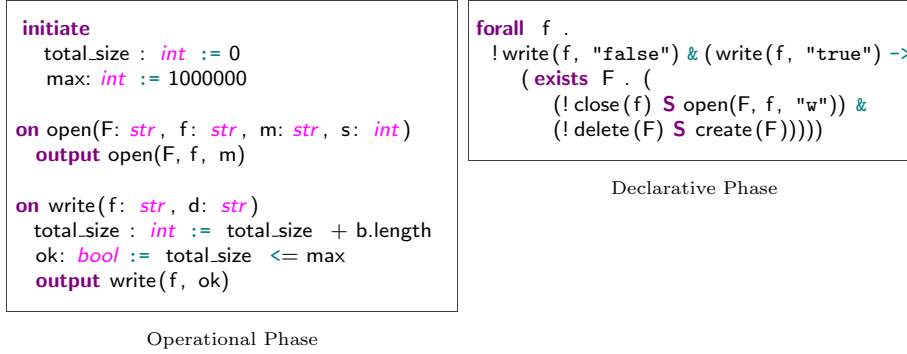 initiate
total_size : int := 0
max: int := 1000000
on open(F: str, f: str, m: str, s: int)
output open(F, f, m)
on write(f: str, d: str)
total_size : int := total_size + b.length
ok: bool := total_size <= max
output write(f, ok)
Operational Phase
forall f .
! write(f, "false") & (write(f, "true") ->
( exists F . (
(! close(f) S open(F, f, "w")) &
(! delete(F) S create(F)))))
Declarative Phase